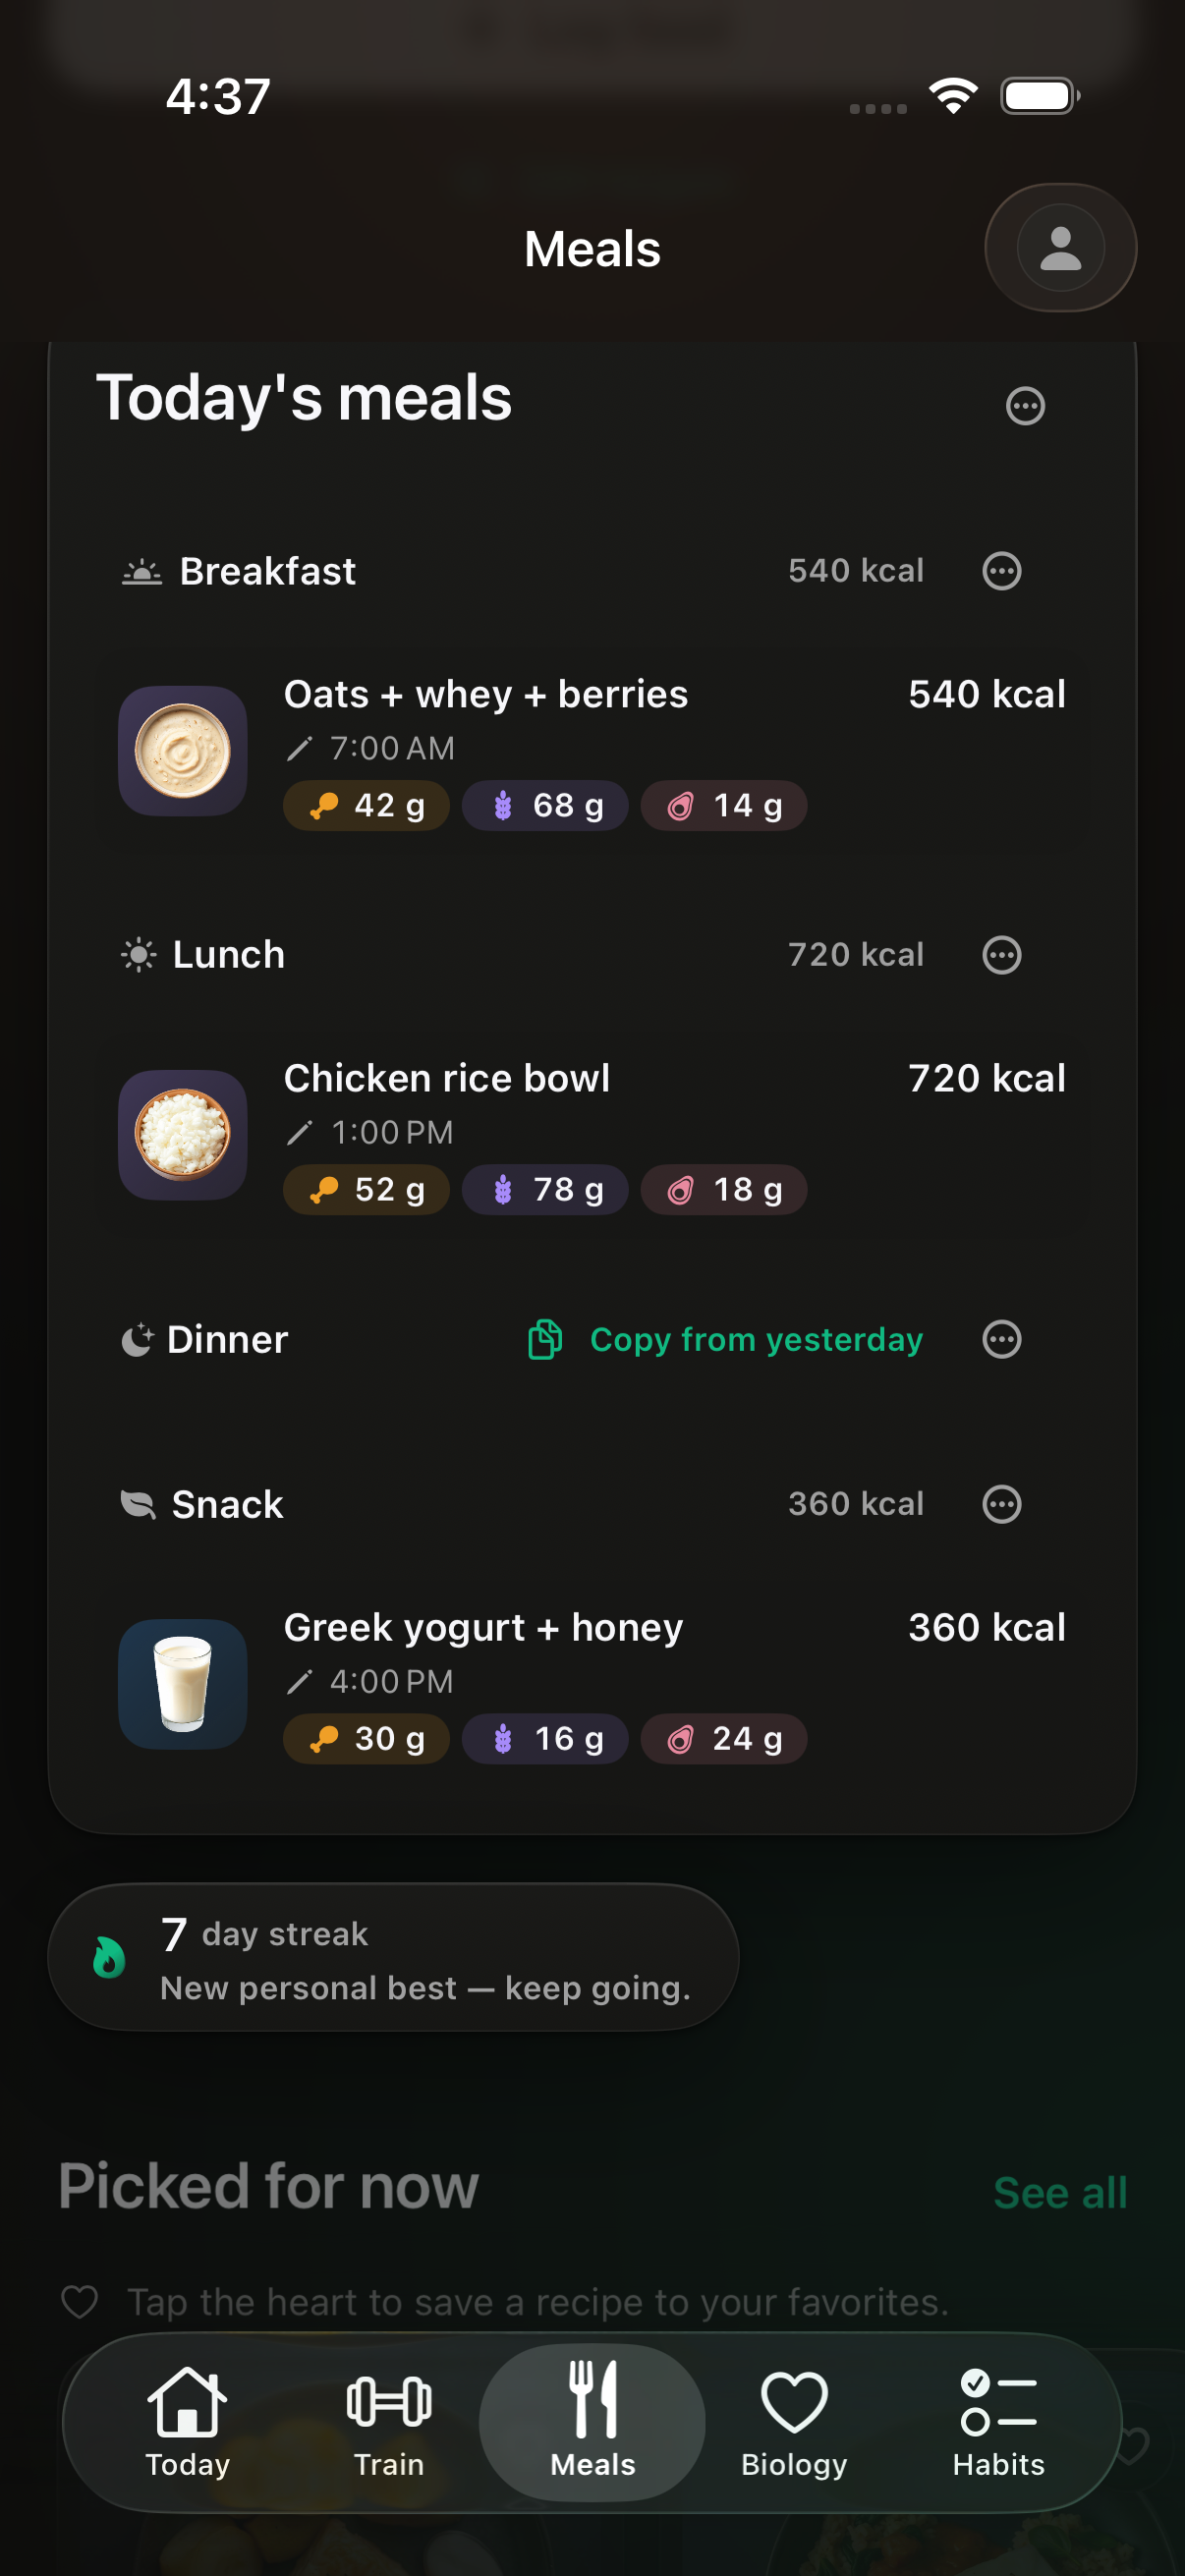 4:37
Meals
Today's meals
Breakfast
540 kcal
Oats + whey + berries
540 kcal
7:00 AM
42 g
68 g
14 g
Lunch
720 kcal
Chicken rice bowl
720 kcal
1:00 PM
52 g
78 g
18 g
Dinner
Copy from yesterday
Snack
360 kcal
Greek yogurt + honey
360 kcal
4:00 PM
30 g
16 g
24 g
7 day streak
New personal best — keep going.
Picked for now
See all
Tap the heart to save a recipe to your favorites.
Today
Train
Meals
Biology
Habits